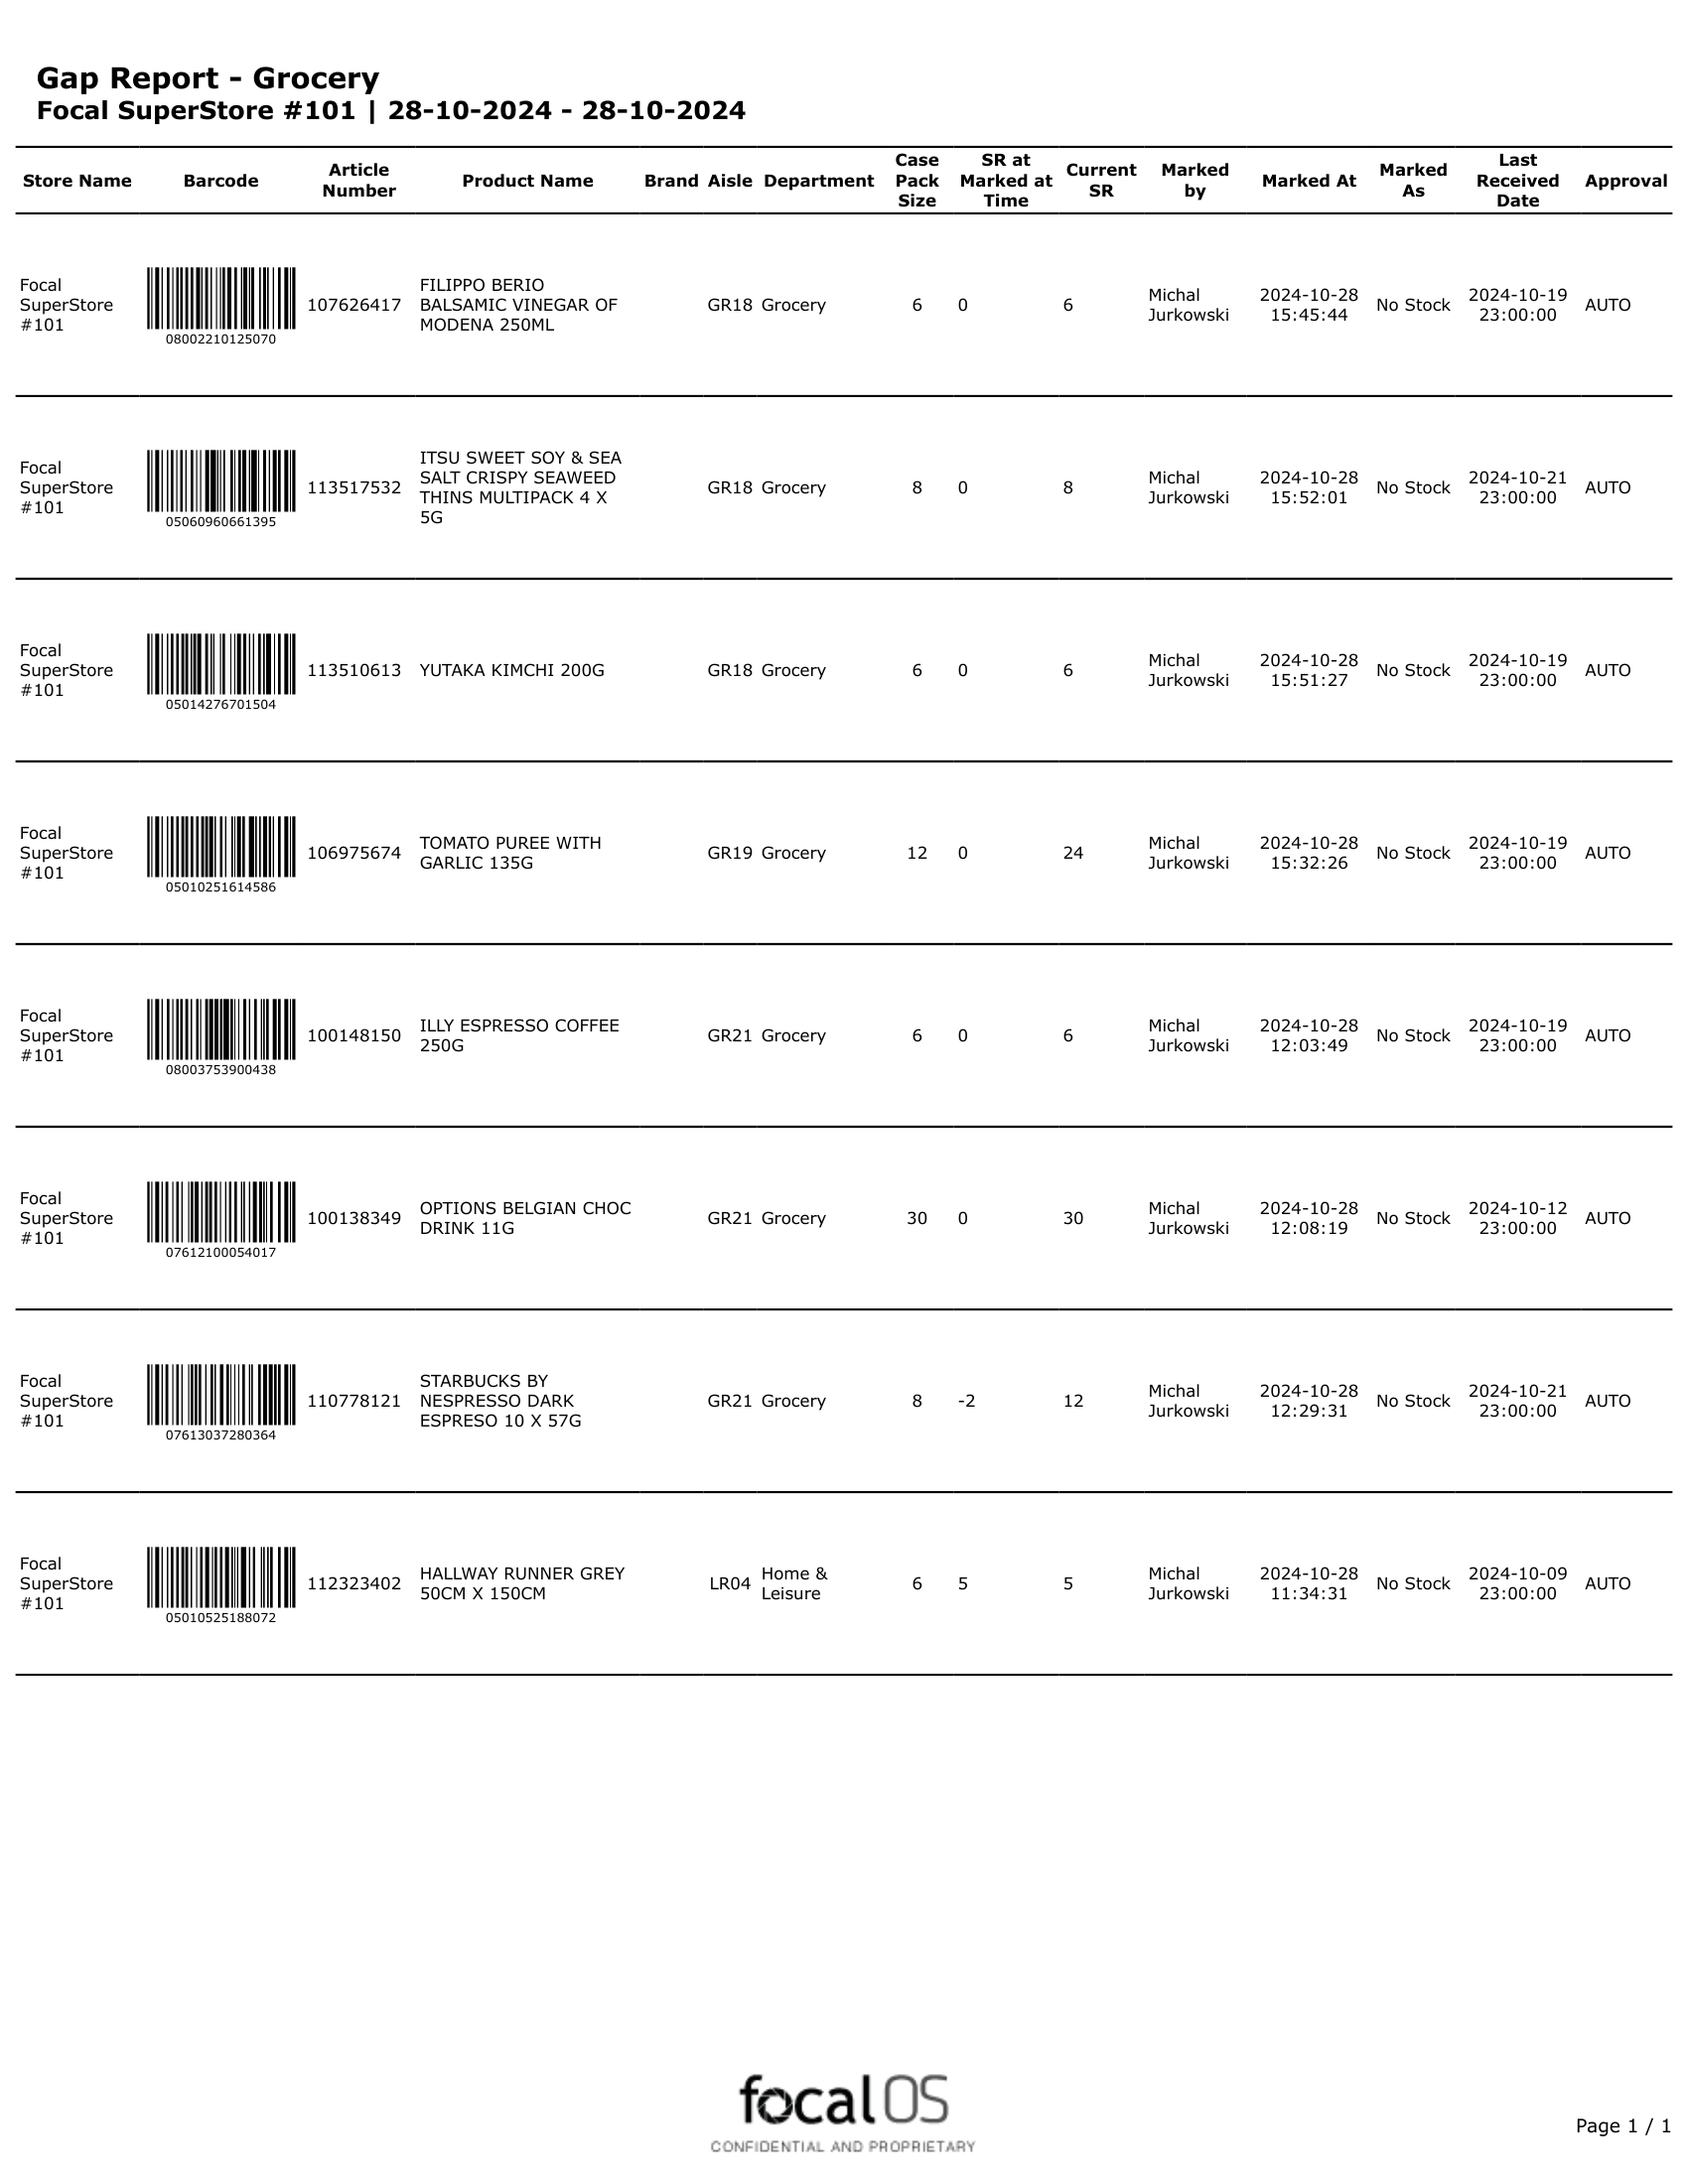 Gap Report - Grocery
Focal SuperStore #101 | 28-10-2024 - 28-10-2024
Store Name Barcode Article Number Product Name Brand Aisle Department Case Pack Size SR at Marked at Time Current SR Marked by Marked At Marked As Last Received Date Approval
Focal SuperStore #101 08002210125070 107626417 FILIPPO BERIO BALSAMIC VINEGAR OF MODENA 250ML GR18 Grocery 6 0 6 Michal Jurkowski 2024-10-28 15:45:44 No Stock 2024-10-19 23:00:00 AUTO
Focal SuperStore #101 05060960661395 113517532 ITSU SWEET SOY & SEA SALT CRISPY SEAWEED THINS MULTIPACK 4 X 5G GR18 Grocery 8 0 8 Michal Jurkowski 2024-10-28 15:52:01 No Stock 2024-10-21 23:00:00 AUTO
Focal SuperStore #101 05014276701504 113510613 YUTAKA KIMCHI 200G GR18 Grocery 6 0 6 Michal Jurkowski 2024-10-28 15:51:27 No Stock 2024-10-19 23:00:00 AUTO
Focal SuperStore #101 05010251614586 106975674 TOMATO PUREE WITH GARLIC 135G GR19 Grocery 12 0 24 Michal Jurkowski 2024-10-28 15:32:26 No Stock 2024-10-19 23:00:00 AUTO
Focal SuperStore #101 08003753900438 100148150 ILLY ESPRESSO COFFEE 250G GR21 Grocery 6 0 6 Michal Jurkowski 2024-10-28 12:03:49 No Stock 2024-10-19 23:00:00 AUTO
Focal SuperStore #101 07612100054017 100138349 OPTIONS BELGIAN CHOC DRINK 11G GR21 Grocery 30 0 30 Michal Jurkowski 2024-10-28 12:08:19 No Stock 2024-10-12 23:00:00 AUTO
Focal SuperStore #101 07613037280364 110778121 STARBUCKS BY NESPRESSO DARK ESPRESO 10 X 57G GR21 Grocery 8 -2 12 Michal Jurkowski 2024-10-28 12:29:31 No Stock 2024-10-21 23:00:00 AUTO
Focal SuperStore #101 05010525188072 112323402 HALLWAY RUNNER GREY 50CM X 150CM LR04 Home & Leisure 6 5 5 Michal Jurkowski 2024-10-28 11:34:31 No Stock 2024-10-09 23:00:00 AUTO
focalOS
CONFIDENTIAL AND PROPRIETARY
Page 1 / 1